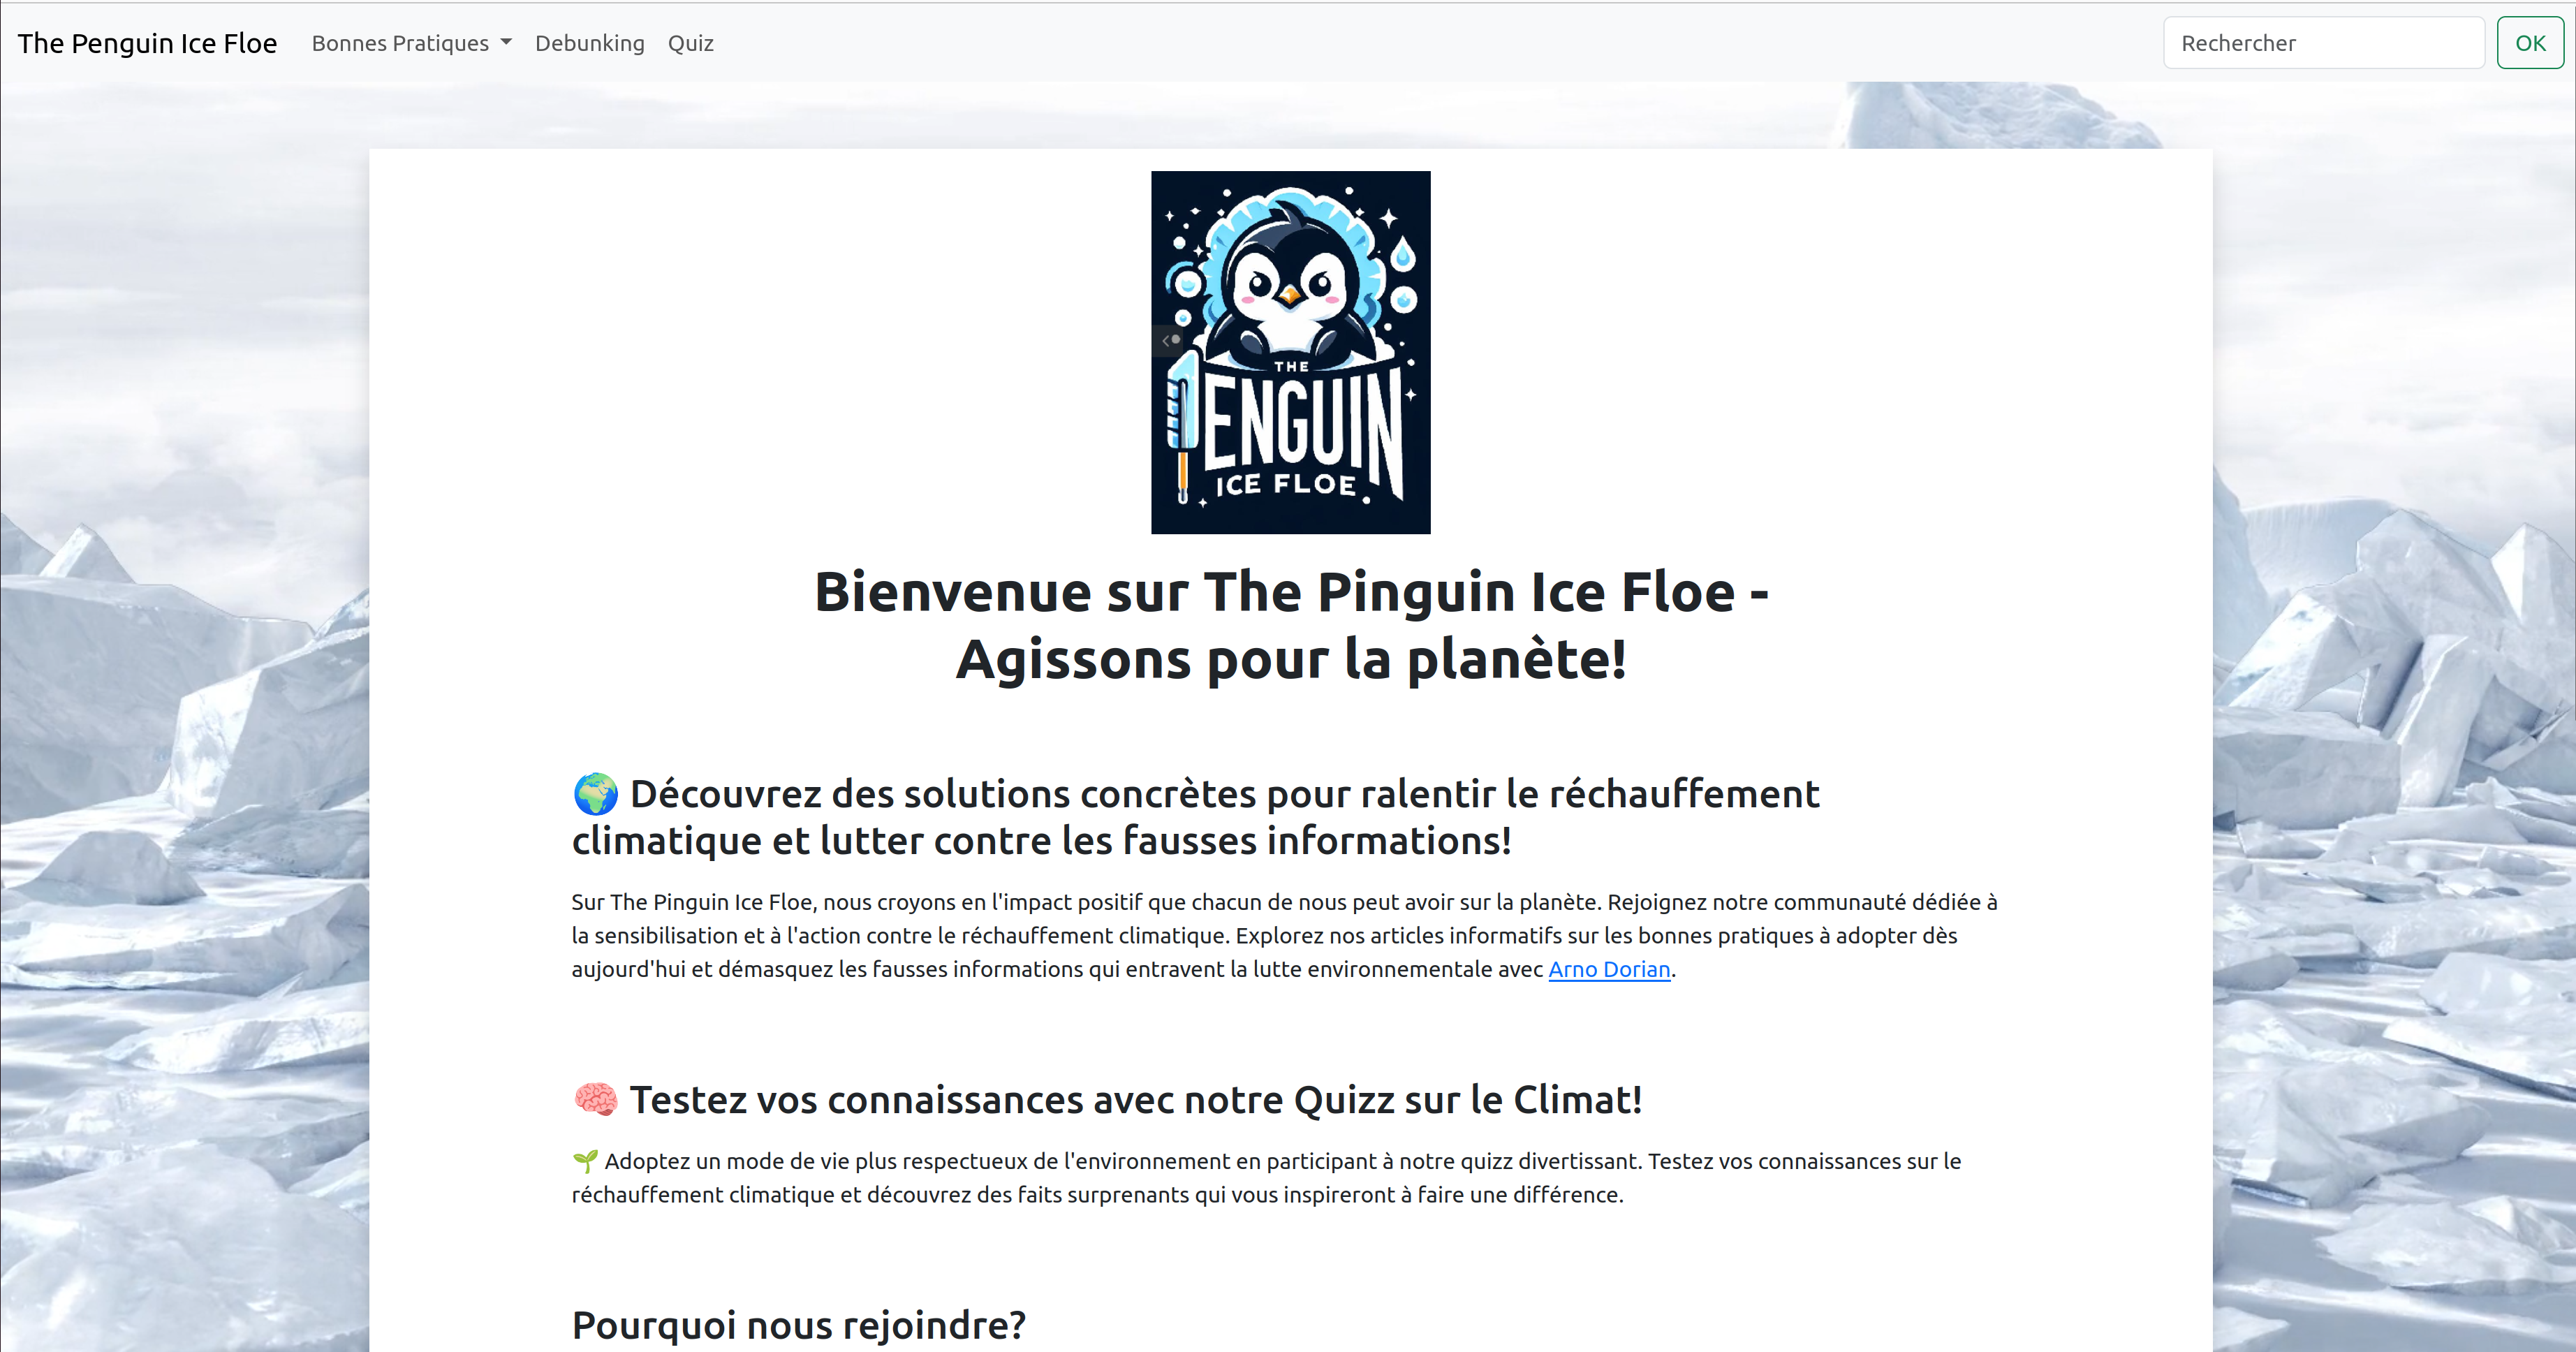 The Penguin Ice Floe Bonnes Pratiques Debunking Quiz Rechercher OK
THE
ENGUIN
ICE FLOE
Bienvenue sur The Pinguin Ice Floe -
Agissons pour la planète!
🌍 Découvrez des solutions concrètes pour ralentir le réchauffement
climatique et lutter contre les fausses informations!
Sur The Pinguin Ice Floe, nous croyons en l'impact positif que chacun de nous peut avoir sur la planète. Rejoignez notre communauté dédiée à
la sensibilisation et à l'action contre le réchauffement climatique. Explorez nos articles informatifs sur les bonnes pratiques à adopter dès
aujourd'hui et démasquez les fausses informations qui entravent la lutte environnementale avec Arno Dorian.
🧠 Testez vos connaissances avec notre Quizz sur le Climat!
🌱 Adoptez un mode de vie plus respectueux de l'environnement en participant à notre quizz divertissant. Testez vos connaissances sur le
réchauffement climatique et découvrez des faits surprenants qui vous inspireront à faire une différence.
Pourquoi nous rejoindre?